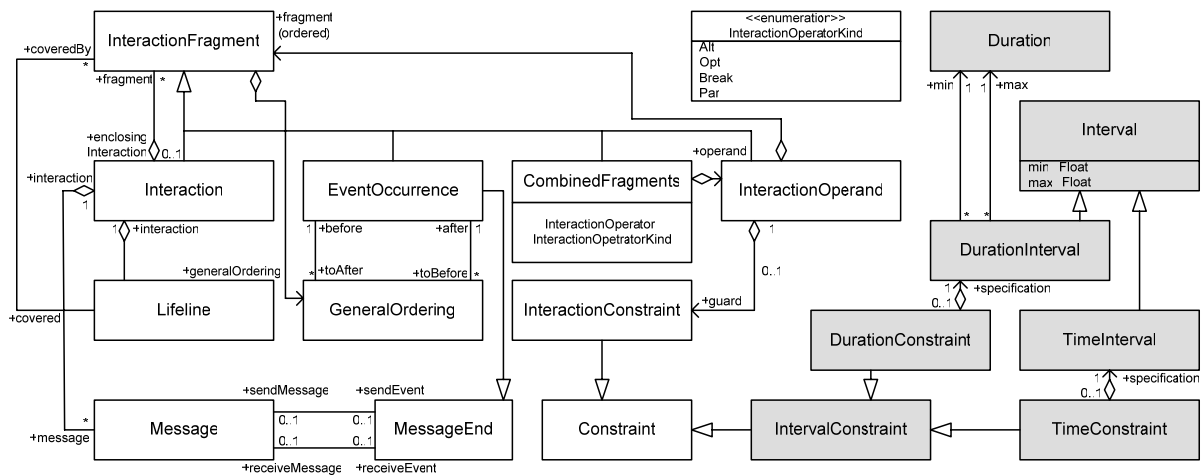 +fragment
(ordered)
<<enumeration>>
InteractionOperatorKind
Alt
Opt
Break
Par
InteractionFragment
Duration
+coveredBy
*
+fragment
*
+min
1
1
+max
Interval
min Float
max Float
+enclosing
Interaction
0..1
+operand
+interaction
1
Interaction
EventOccurrence
CombinedFragments
InteractionOperator
InteractionOpetratorKind
InteractionOperand
1
+interaction
1
+before
+after
1
1
*
*
DurationInterval
+generalOrdering
*
+toAfter
+toBefore
*
0..1
1
+specification
0..1
+guard
Lifeline
GeneralOrdering
InteractionConstraint
+covered
DurationConstraint
TimeInterval
1
+specification
0..1
+sendMessage
+sendEvent
0..1
0..1
*
+message
Message
MessageEnd
Constraint
IntervalConstraint
TimeConstraint
0..1
0..1
+receiveMessage
+receiveEvent